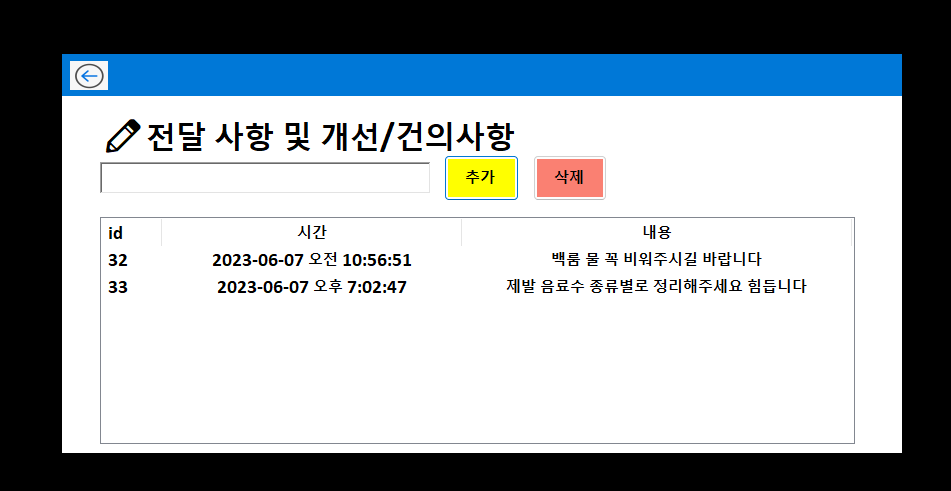 전달 사항 및 개선/건의사항
추가 삭제
id 시간 내용
32 2023-06-07 오전 10:56:51 백룸 물 꼭 비워주시길 바랍니다
33 2023-06-07 오후 7:02:47 제발 음료수 종류별로 정리해주세요 힘듭니다